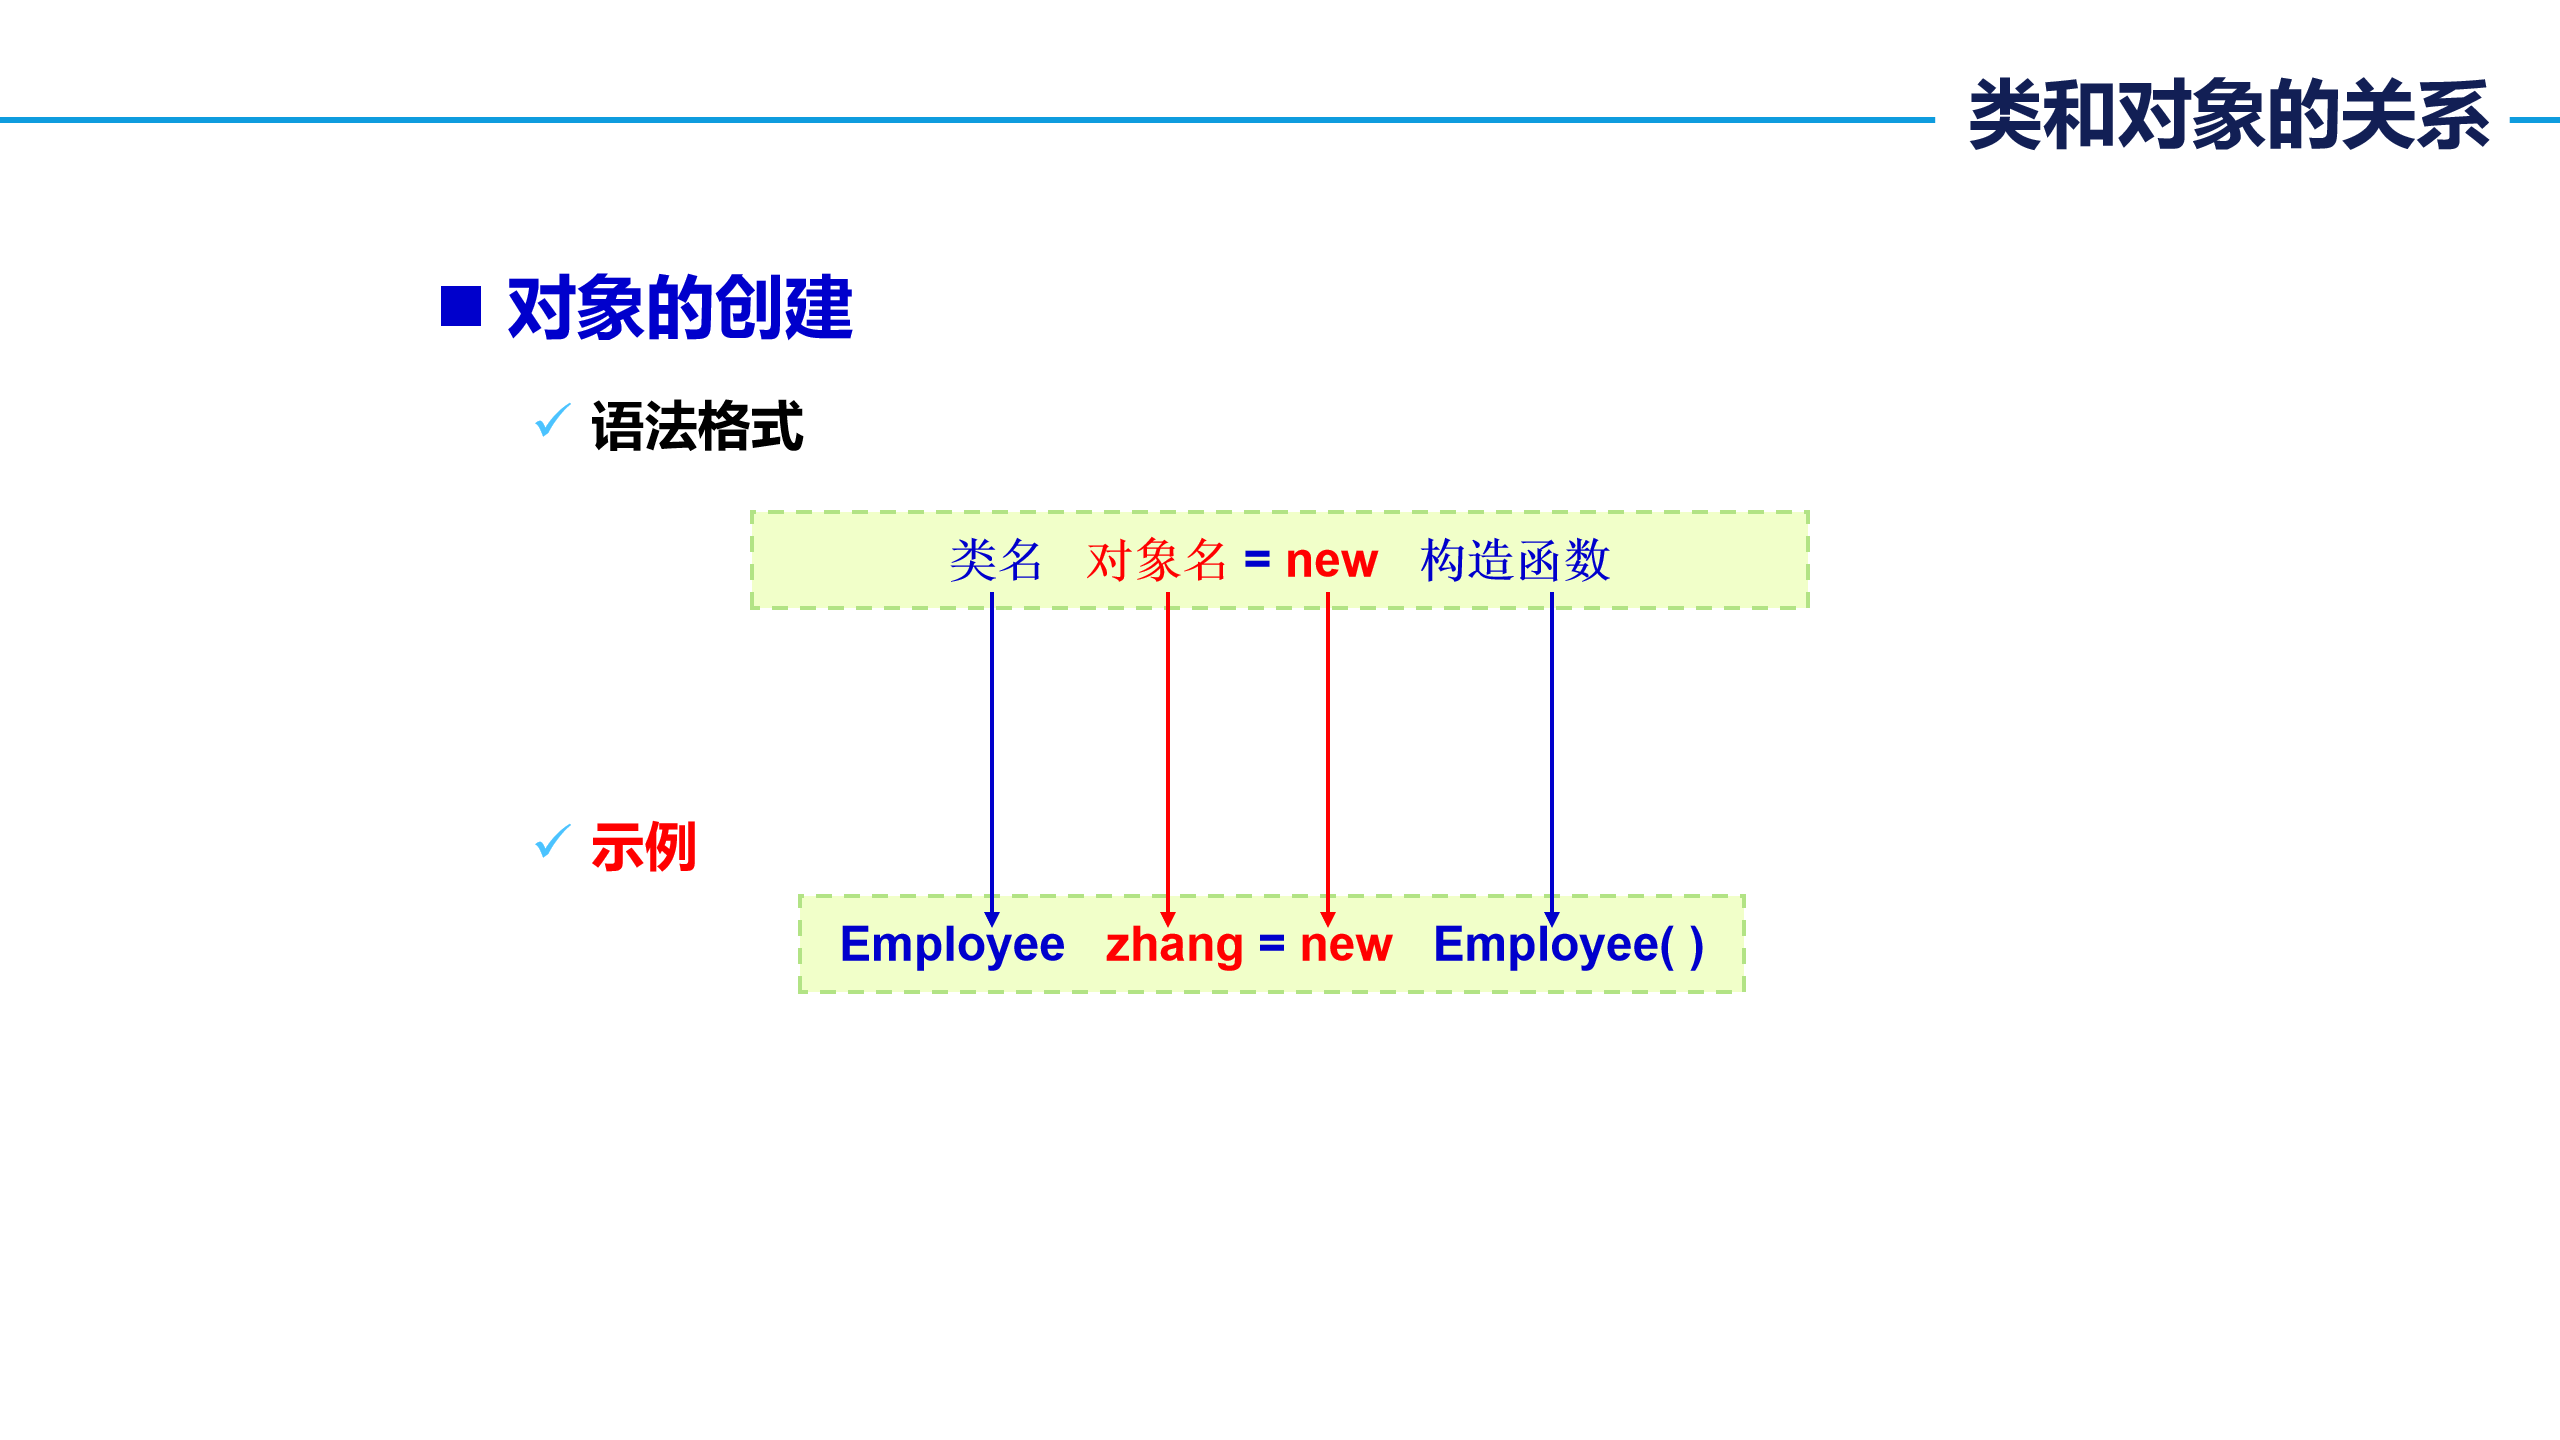 类和对象的关系
对象的创建
语法格式
类名 对象名 = new 构造函数
示例
Employee zhang = new Employee( )